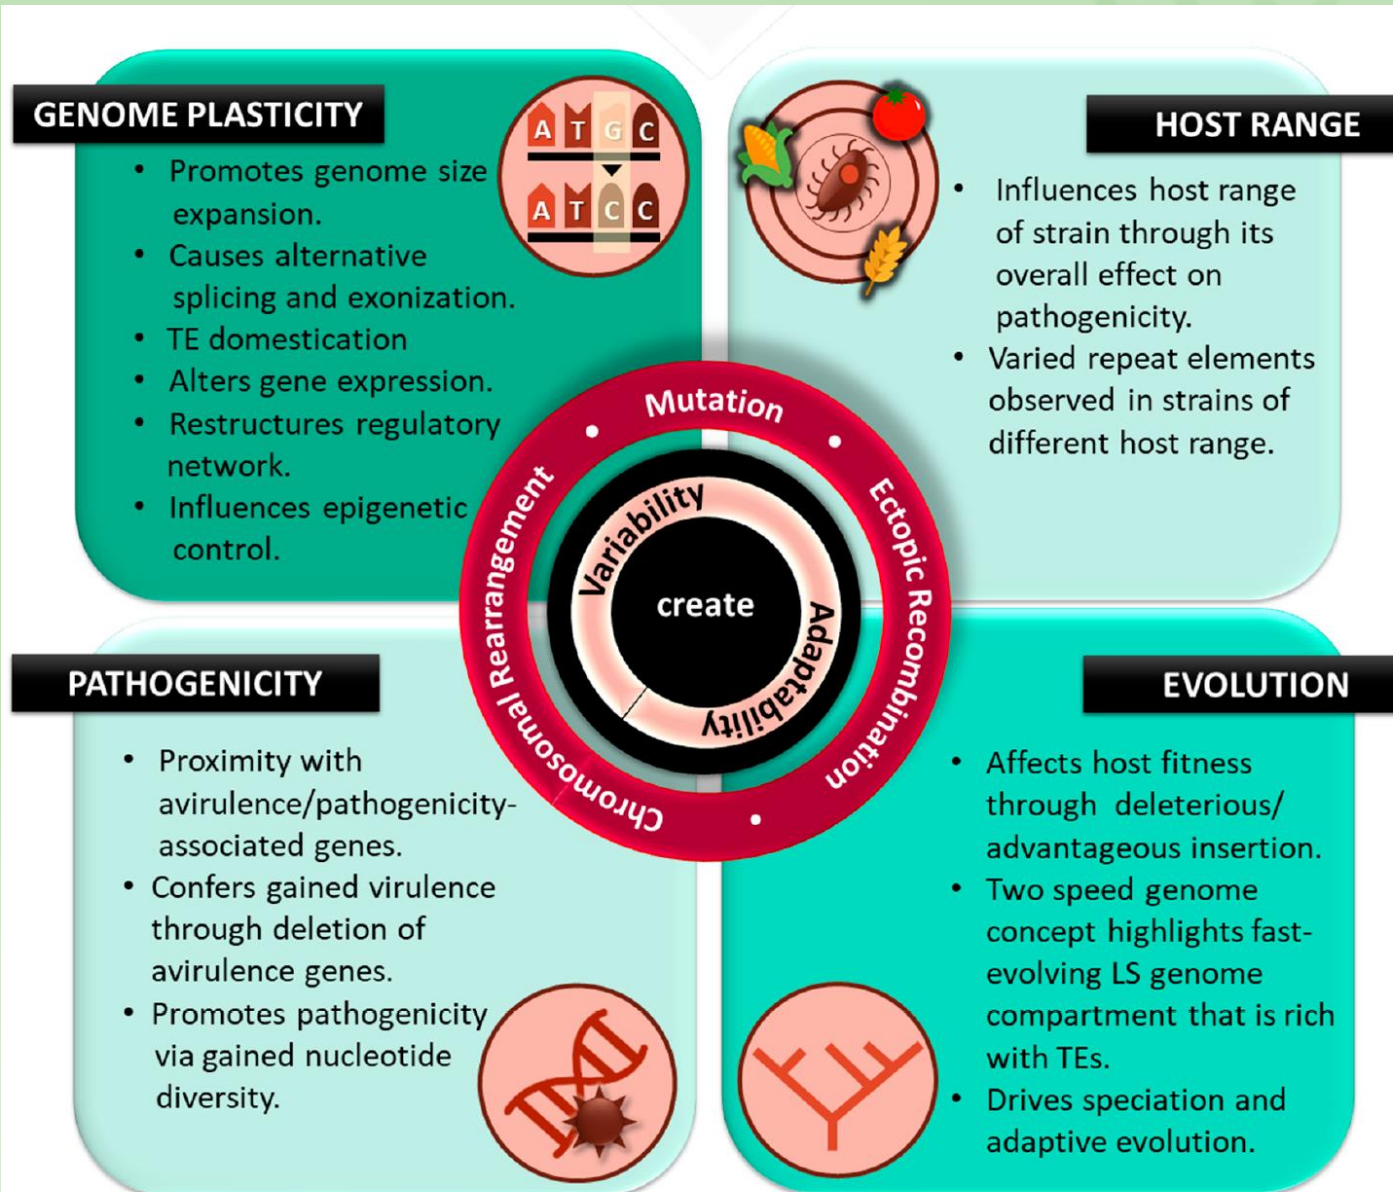 GENOME PLASTICITY
• Promotes genome size
expansion.
• Causes alternative
splicing and exonization.
• TE domestication
• Alters gene expression.
• Restructures regulatory
network.
• Influences epigenetic
control.
A T G C
A T C C
HOST RANGE
• Influences host range
of strain through its
overall effect on
pathogenicity.
• Varied repeat elements
observed in strains of
different host range.
Mutation
•
Ectopic Recombination
•
Chromosomal Rearrangement
•
Variability
Adaptability
create
PATHOGENICITY
• Proximity with
avirulence/pathogenicity-
associated genes.
• Confers gained virulence
through deletion of
avirulence genes.
• Promotes pathogenicity
via gained nucleotide
diversity.
EVOLUTION
• Affects host fitness
through deleterious/
advantageous insertion.
• Two speed genome
concept highlights fast-
evolving LS genome
compartment that is rich
with TEs.
• Drives speciation and
adaptive evolution.